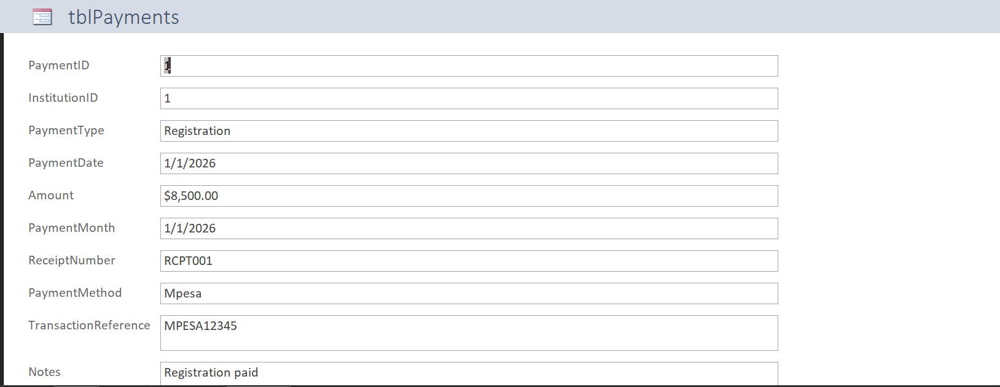 tblPayments
PaymentID 1
InstitutionID 1
PaymentType Registration
PaymentDate 1/1/2026
Amount $8,500.00
PaymentMonth 1/1/2026
ReceiptNumber RCPT001
PaymentMethod Mpesa
TransactionReference MPESA12345
Notes Registration paid